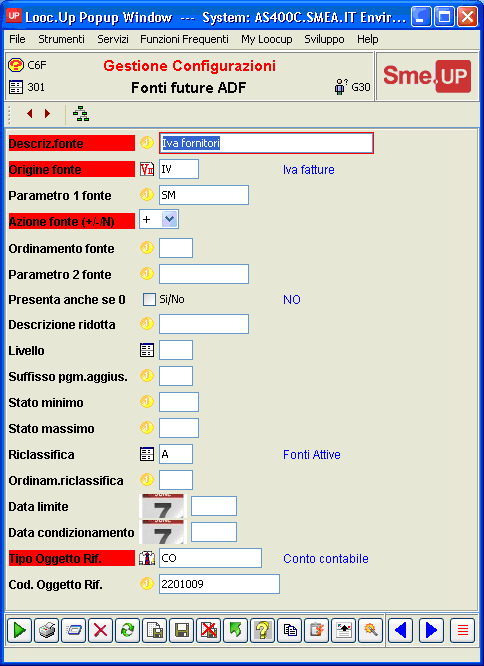 UP Looc.Up Popup Window --- System: AS400C.SMEA.IT Envir...
File Strumenti Servizi Funzioni Frequenti My Loocup Sviluppo Help
C6F Gestione Configurazioni
301 Fonti future ADF G30
Sme.UP
Descriz.fonte Iva fornitori
Origine fonte IV Iva fatture
Parametro 1 fonte SM
Azione fonte (+/-/N) +
Ordinamento fonte
Parametro 2 fonte
Presenta anche se 0 Si/No NO
Descrizione ridotta
Livello
Suffisso pgm.aggius.
Stato minimo
Stato massimo
Riclassifica A Fonti Attive
Ordinam.riclassifica
Data limite 7
Data condizionamento 7
Tipo Oggetto Rif. CO Conto contabile
Cod. Oggetto Rif. 2201009